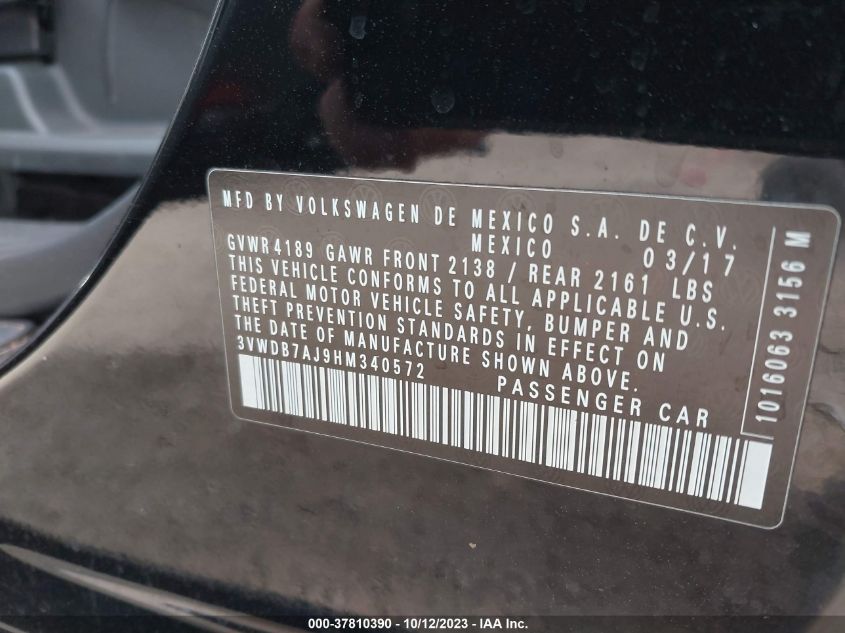 MFD BY VOLKSWAGEN DE MEXICO S.A. DE C.V.
MEXICO 03/17
GVWR4189 GAWR FRONT 2138 / REAR 2161 LBS
THIS VEHICLE CONFORMS TO ALL APPLICABLE U.S.
FEDERAL MOTOR VEHICLE SAFETY, BUMPER AND
THEFT PREVENTION STANDARDS IN EFFECT ON
THE DATE OF MANUFACTURE SHOWN ABOVE.
3VWDB7AJ9HM340572 PASSENGER CAR
1016063 3156 M
000-37810390 - 10/12/2023 - IAA Inc.